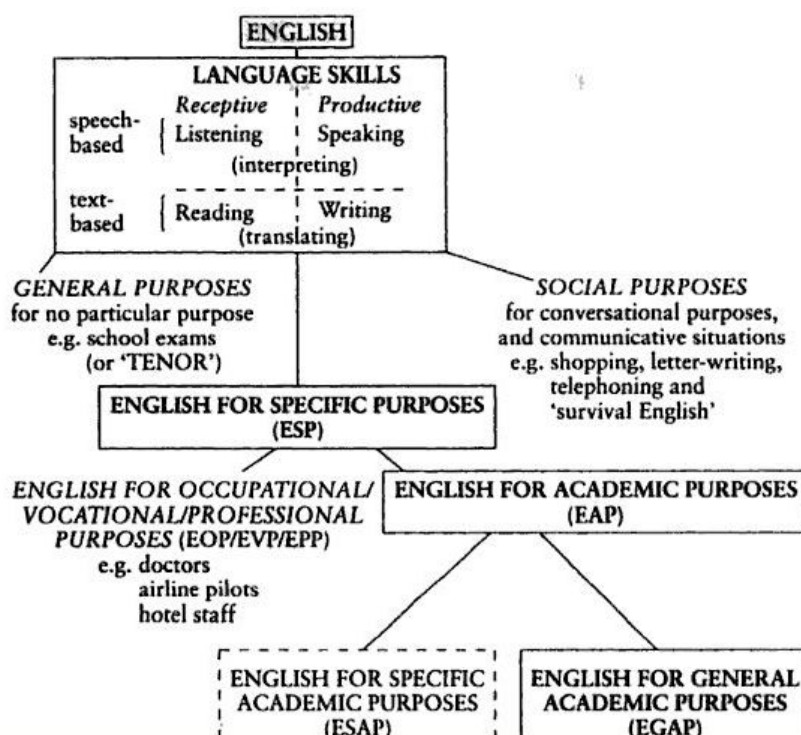 ENGLISH
LANGUAGE SKILLS
Receptive Productive
speech-
based
Listening Speaking
(interpreting)
text-
based
Reading Writing
(translating)
GENERAL PURPOSES
for no particular purpose
e.g. school exams
(or 'TENOR')
SOCIAL PURPOSES
for conversational purposes,
and communicative situations
e.g. shopping, letter-writing,
telephoning and
'survival English'
ENGLISH FOR SPECIFIC PURPOSES
(ESP)
ENGLISH FOR OCCUPATIONAL/
VOCATIONAL/PROFESSIONAL
PURPOSES (EOP/EVP/EPP)
e.g. doctors
airline pilots
hotel staff
ENGLISH FOR ACADEMIC PURPOSES
(EAP)
ENGLISH FOR SPECIFIC
ACADEMIC PURPOSES
(ESAP)
ENGLISH FOR GENERAL
ACADEMIC PURPOSES
(EGAP)